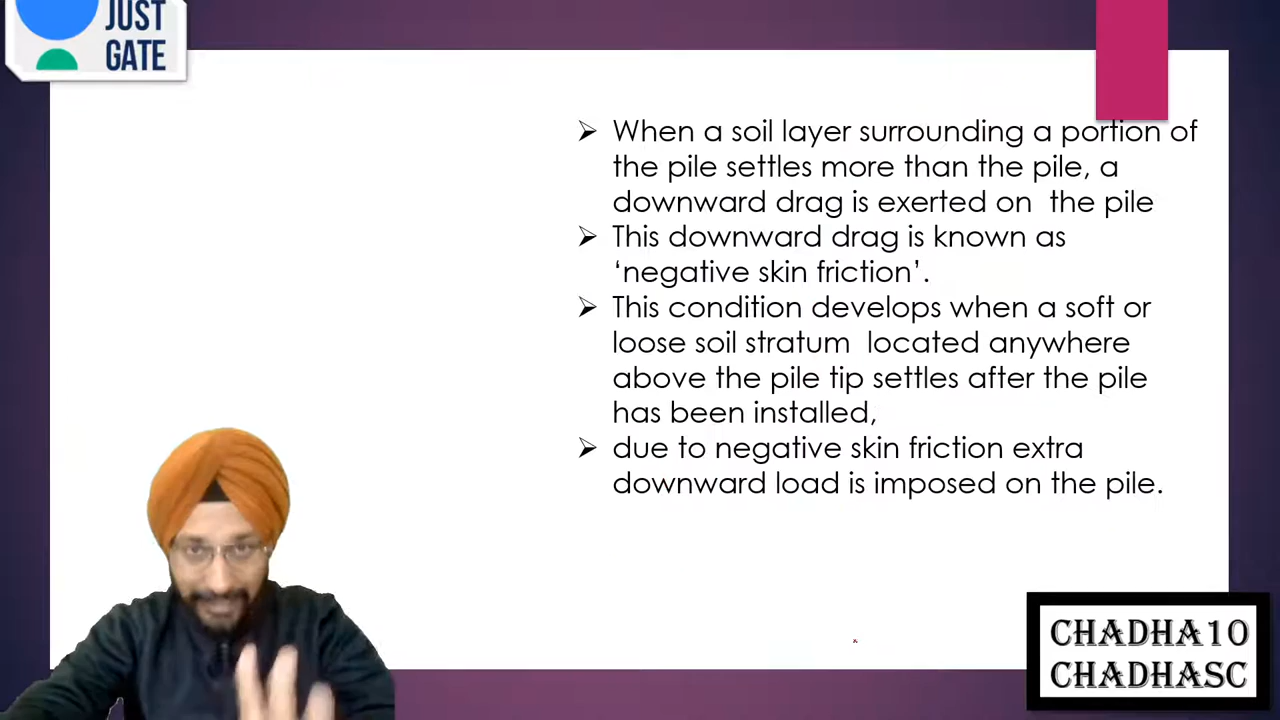 JUST
GATE
➢ When a soil layer surrounding a portion of
the pile settles more than the pile, a
downward drag is exerted on the pile
➢ This downward drag is known as
‘negative skin friction’.
➢ This condition develops when a soft or
loose soil stratum located anywhere
above the pile tip settles after the pile
has been installed,
➢ due to negative skin friction extra
downward load is imposed on the pile.
CHADHA10
CHADHASC